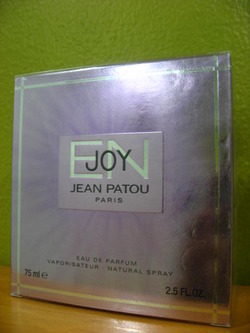 EN
JOY
JEAN PATOU
PARIS
EAU DE PARFUM
75 ml e VAPORISATEUR NATURAL SPRAY 2.5 FL.OZ.